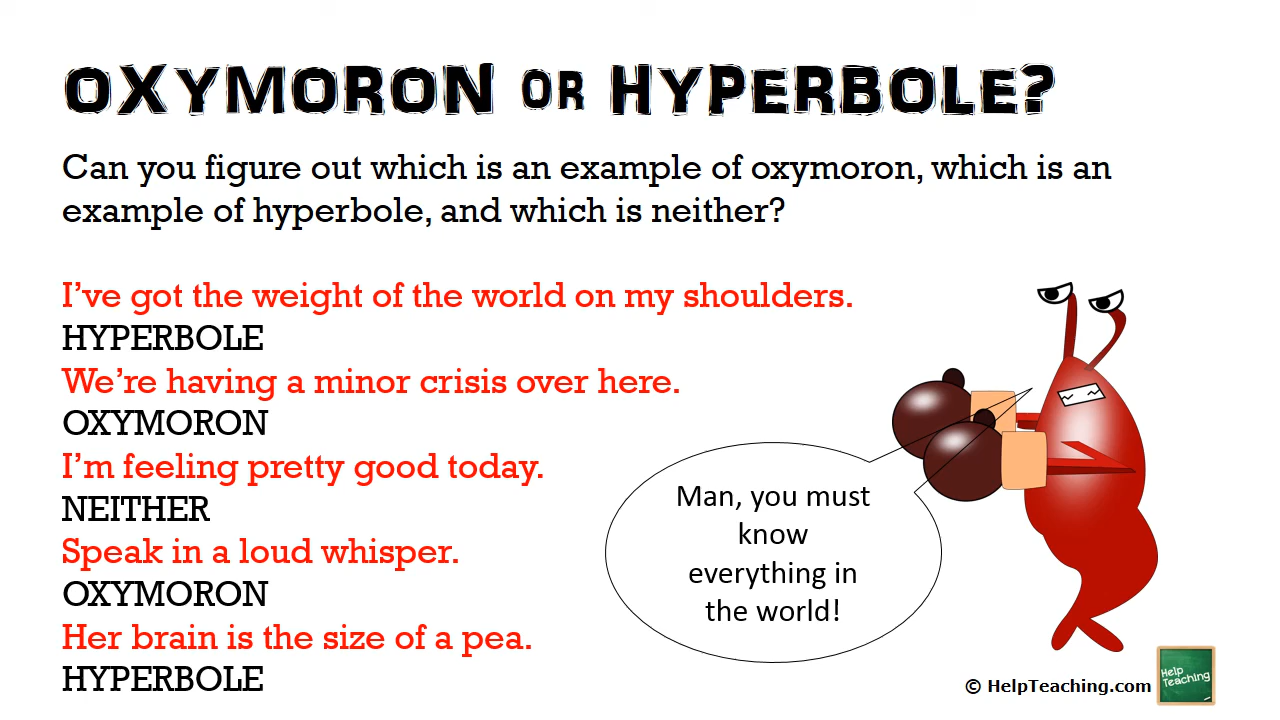 OXYMORON OR HYPERBOLE?
Can you figure out which is an example of oxymoron, which is an
example of hyperbole, and which is neither?
I've got the weight of the world on my shoulders.
HYPERBOLE
We're having a minor crisis over here.
OXYMORON
I'm feeling pretty good today.
NEITHER
Speak in a loud whisper.
OXYMORON
Her brain is the size of a pea.
HYPERBOLE
Man, you must
know
everything in
the world!
© HelpTeaching.com
Help
Teaching